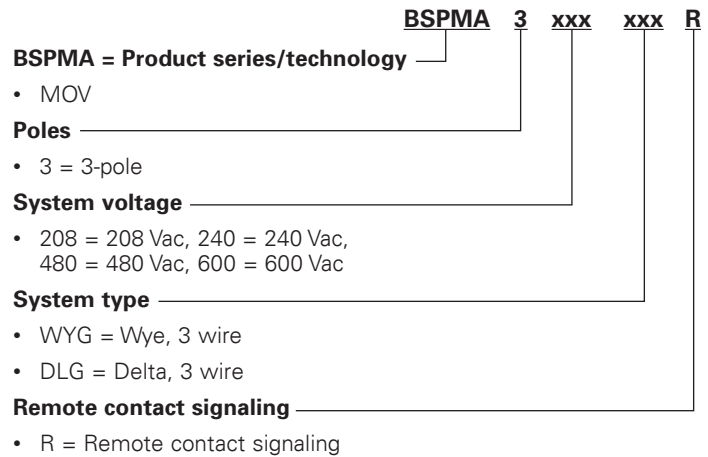 BSPMA 3 xxx xxx R
BSPMA = Product series/technology
• MOV
Poles
• 3 = 3-pole
System voltage
• 208 = 208 Vac, 240 = 240 Vac,
480 = 480 Vac, 600 = 600 Vac
System type
• WYG = Wye, 3 wire
• DLG = Delta, 3 wire
Remote contact signaling
• R = Remote contact signaling